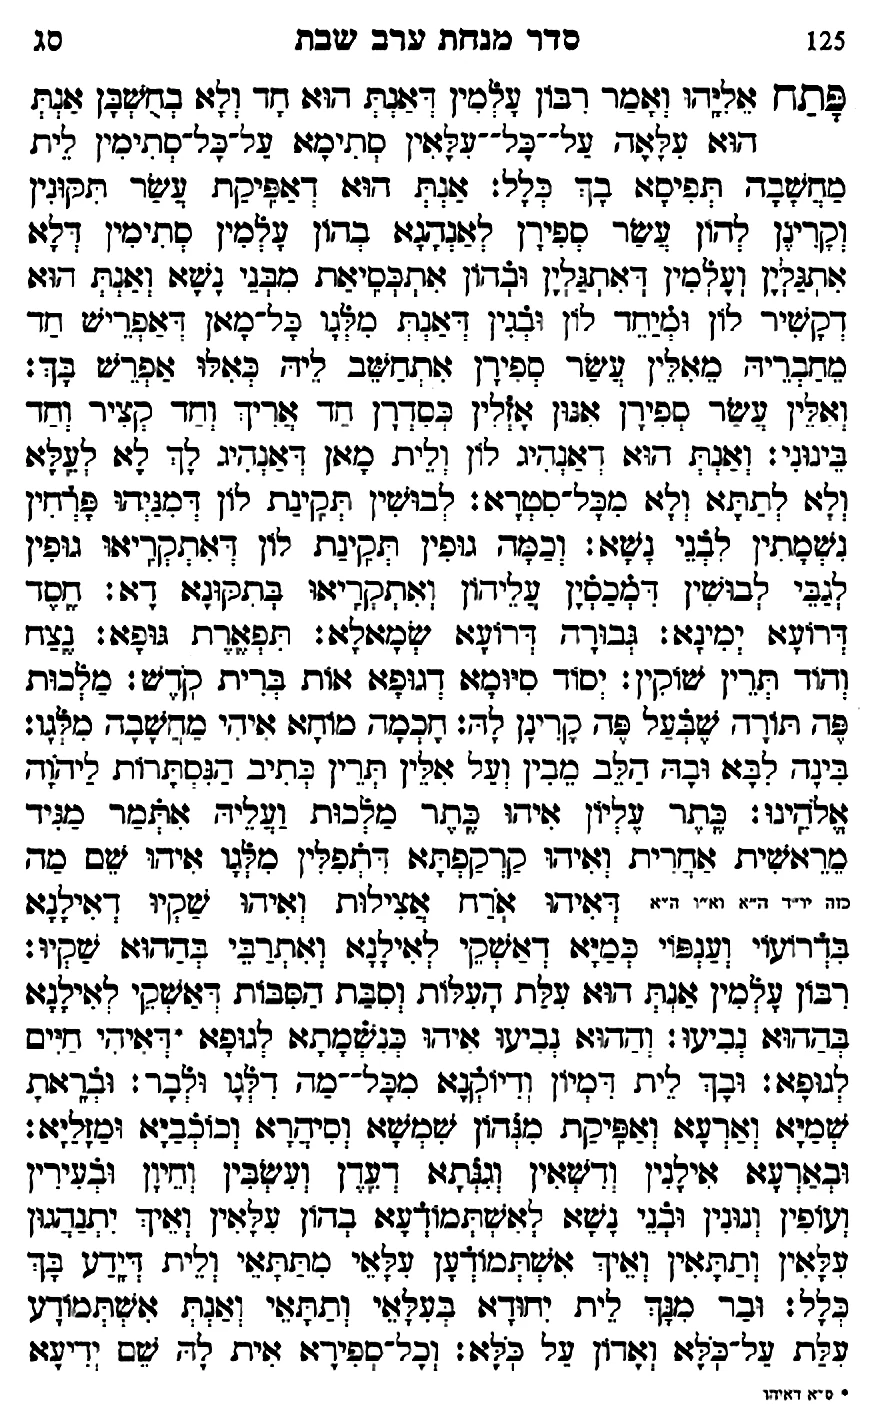 125 סדר מנחת ערב שבת סג
פָּתַח אֵלִיָּהוּ וְאָמַר רִבּוֹן עָלְמִין דְּאַנְתְּ הוּא חָד וְלָא בְחֻשְׁבָּן אַנְתְּ
הוּא עִלָּאָה עַל־־כָּל־־עִלָּאִין סְתִימָא עַל־כָּל־סְתִימִין לֵית
מַחֲשָׁבָה תְּפִיסָא בָךְ כְּלָל: אַנְתְּ הוּא דְאַפִּיקַת עֲשַׂר תִּקּוּנִין
וְקָרִינָן לְהוֹן עֲשַׂר סְפִירָן לְאַנְהָגָא בְהוֹן עָלְמִין סְתִימִין דְּלָא
אִתְגַּלְיָן וְעָלְמִין דְּאִתְגַּלְיָן וּבְהוֹן אִתְכְּסִיאַת מִבְּנֵי נָשָׁא וְאַנְתְּ הוּא
דְקָשִׁיר לוֹן וּמְיַחֵד לוֹן וּבְגִין דְּאַנְתְּ מִלְּגָו כָּל־מָאן דְּאַפְרֵישׁ חַד
מֵחַבְרֵיהּ מֵאִלֵּין עֲשַׂר סְפִירָן אִתְחַשֵּׁב לֵיהּ כְּאִלּוּ אַפְרֵשׁ בָּךְ:
וְאִלֵּין עֲשַׂר סְפִירָן אִנּוּן אָזְלִין כְּסִדְרָן חַד אֲרִיךְ וְחַד קְצִיר וְחַד
בֵּינוּנִי: וְאַנְתְּ הוּא דְאַנְהִיג לוֹן וְלֵית מָאן דְּאַנְהִיג לָךְ לָא לְעֵלָּא
וְלָא לְתַתָּא וְלָא מִכָּל־סִטְרָא: לְבוּשִׁין תְּקִינַת לוֹן דְּמִנַּיְהוּ פָּרְחִין
נִשְׁמָתִין לִבְנֵי נָשָׁא: וְכַמָּה גוּפִין תְּקִינַת לוֹן דְּאִתְקְרִיאוּ גוּפִין
לְגַבֵּי לְבוּשִׁין דִּמְכַסְּיָן עֲלֵיהוֹן וְאִתְקְרִיאוּ בְּתִקּוּנָא דָא: חֶסֶד
דְּרוֹעָא יְמִינָא: גְּבוּרָה דְּרוֹעָא שְׂמָאלָא: תִּפְאֶרֶת גּוּפָא: נֶצַח
וְהוֹד תְּרֵין שׁוֹקִין: יְסוֹד סִיּוּמָא דְגוּפָא אוֹת בְּרִית קֹדֶשׁ: מַלְכוּת
פֶּה תּוֹרָה שֶׁבְּעַל פֶּה קָרִינָן לָהּ: חָכְמָה מוֹחָא אִיהִי מַחֲשָׁבָה מִלְּגָו:
בִּינָה לִבָּא וּבָהּ הַלֵּב מֵבִין וְעַל אִלֵּין תְּרֵין כְּתִיב הַנִּסְתָּרוֹת לַיהוָֹה
אֱלֹהֵינוּ: כֶּתֶר עֶלְיוֹן אִיהוּ כֶּתֶר מַלְכוּת וַעֲלֵיהּ אִתְּמַר מַגִּיד
מֵרֵאשִׁית אַחֲרִית וְאִיהוּ קַרְקַפְתָּא דִּתְפִלִּין מִלְּגָו אִיהוּ שֵׁם מַה
כזה יו״ד ה״א וא״ו ה״א דְּאִיהוּ אֹרַח אֲצִילוּת וְאִיהוּ שַׁקְיוּ דְאִילָנָא
בִּדְרוֹעוֹי וְעַנְפּוֹי כְּמַיָּא דְאַשְׁקֵי לְאִילָנָא וְאִתְרַבֵּי בְּהַהוּא שַׁקְיוּ:
רִבּוֹן עָלְמִין אַנְתְּ הוּא עִלַּת הָעִלּוֹת וְסִבַּת הַסִּבּוֹת דְּאַשְׁקֵי לְאִילָנָא
בְּהַהוּא נְבִיעוּ: וְהַהוּא נְבִיעוּ אִיהוּ כְּנִשְׁמְתָא לְגוּפָא *דְּאִיהִי חַיִּים
לְגוּפָא: וּבָךְ לֵית דִּמְיוֹן וְדִיוֹקְנָא מִכָּל־־מַה דִלְּגָו וּלְבָר: וּבְרָאתָ
שְׁמַיָּא וְאַרְעָא וְאַפִּיקַת מִנְּהוֹן שִׁמְשָׁא וְסִיהֲרָא וְכוֹכְבַיָּא וּמַזָּלַיָּא:
וּבְאַרְעָא אִילָנִין וְדִשְׁאִין וְגִנְּתָא דְעֵדֶן וְעִשְׂבִּין וְחֵיוָן וּבְעִירִין
וְעוֹפִין וְנוּנִין וּבְנֵי נָשָׁא לְאִשְׁתְּמוֹדְעָא בְהוֹן עִלָּאִין וְאֵיךְ יִתְנַהֲגוּן
עִלָּאִין וְתַתָּאִין וְאֵיךְ אִשְׁתְּמוֹדְעָן עִלָּאֵי מִתַּתָּאֵי וְלֵית דְּיָדַע בָּךְ
כְּלָל: וּבַר מִנָּךְ לֵית יִחוּדָא בְּעִלָּאֵי וְתַתָּאֵי וְאַנְתְּ אִשְׁתְּמוֹדָע
עִלַּת עַל־כֹּלָּא וְאָדוֹן עַל כֹּלָּא: וְכָל־סְפִירָא אִית לָהּ שֵׁם יְדִיעָא
* ס״א דאיהו